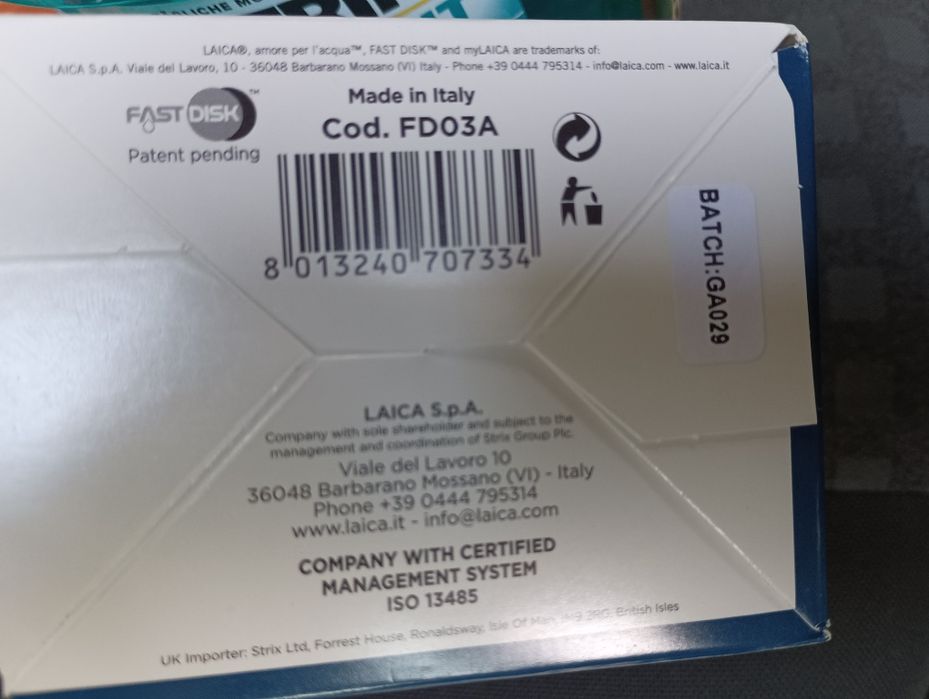 LAICA®, amore per l'acqua™, FAST DISK™ and myLAICA are trademarks of:
LAICA S.p.A. Viale del Lavoro, 10 - 36048 Barbarano Mossano (VI) Italy - Phone +39 0444 795314 - info@laica.com - www.laica.it
FAST DISK™
Patent pending
Made in Italy
Cod. FD03A
8 013240 707334
BATCH:GA029
LAICA S.p.A.
Company with sole shareholder and subject to the
management and coordination of Strix Group Plc.
Viale del Lavoro 10
36048 Barbarano Mossano (VI) - Italy
Phone +39 0444 795314
www.laica.it - info@laica.com
COMPANY WITH CERTIFIED
MANAGEMENT SYSTEM
ISO 13485
UK Importer: Strix Ltd, Forrest House, Ronaldsway, Isle Of Man, 2RG, British Isles